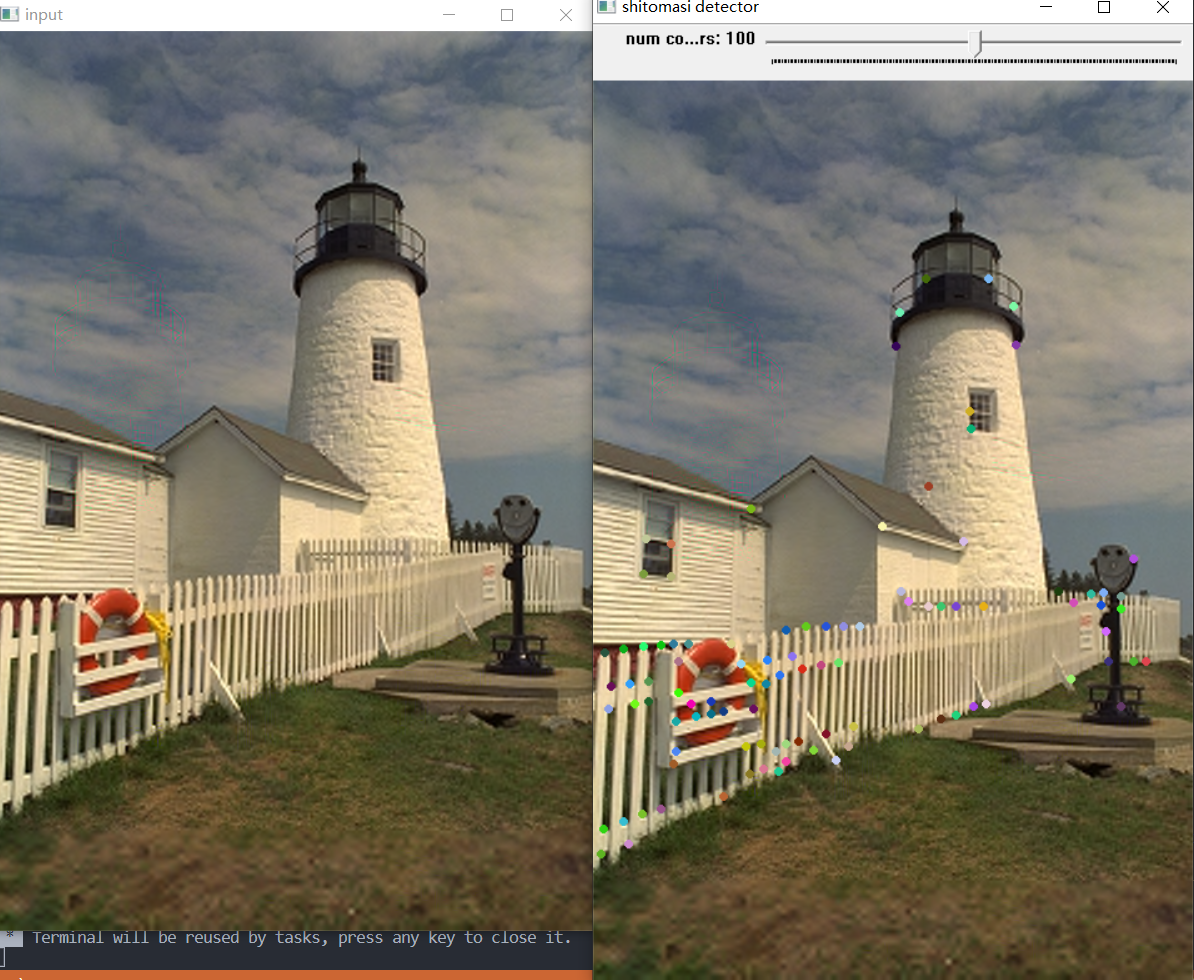 input
shitomasi detector
num co...rs: 100
* Terminal will be reused by tasks, press any key to close it.